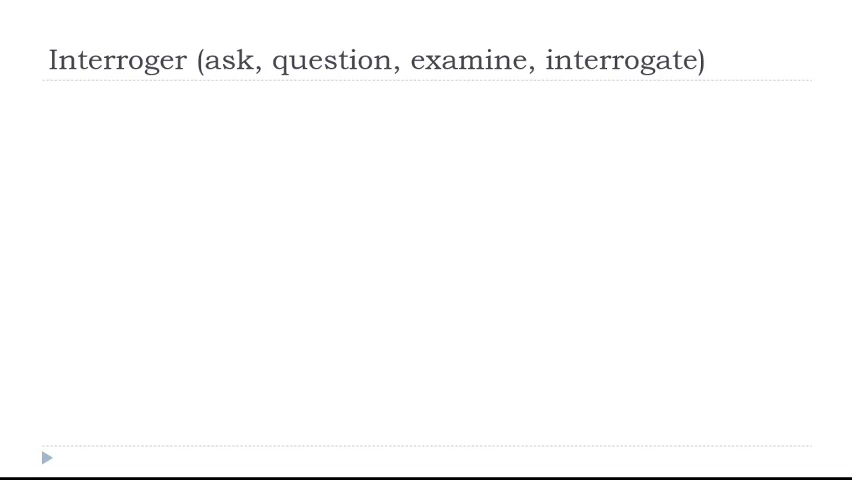 Interroger (ask, question, examine, interrogate)